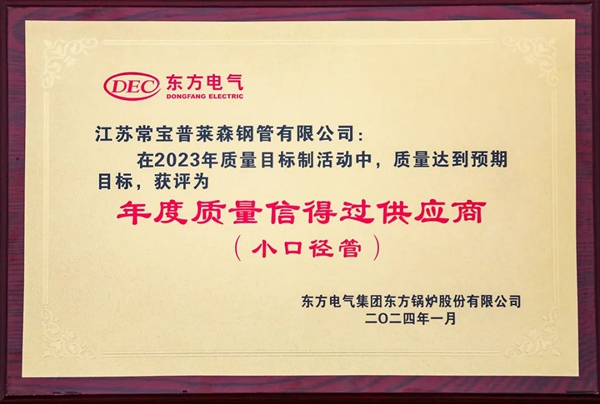 DEC 东方电气
DONGFANG ELECTRIC
江苏常宝普莱森钢管有限公司：
在2023年质量目标制活动中，质量达到预期
目标，获评为
年度质量信得过供应商
（小口径管）
东方电气集团东方锅炉股份有限公司
二〇二四年一月